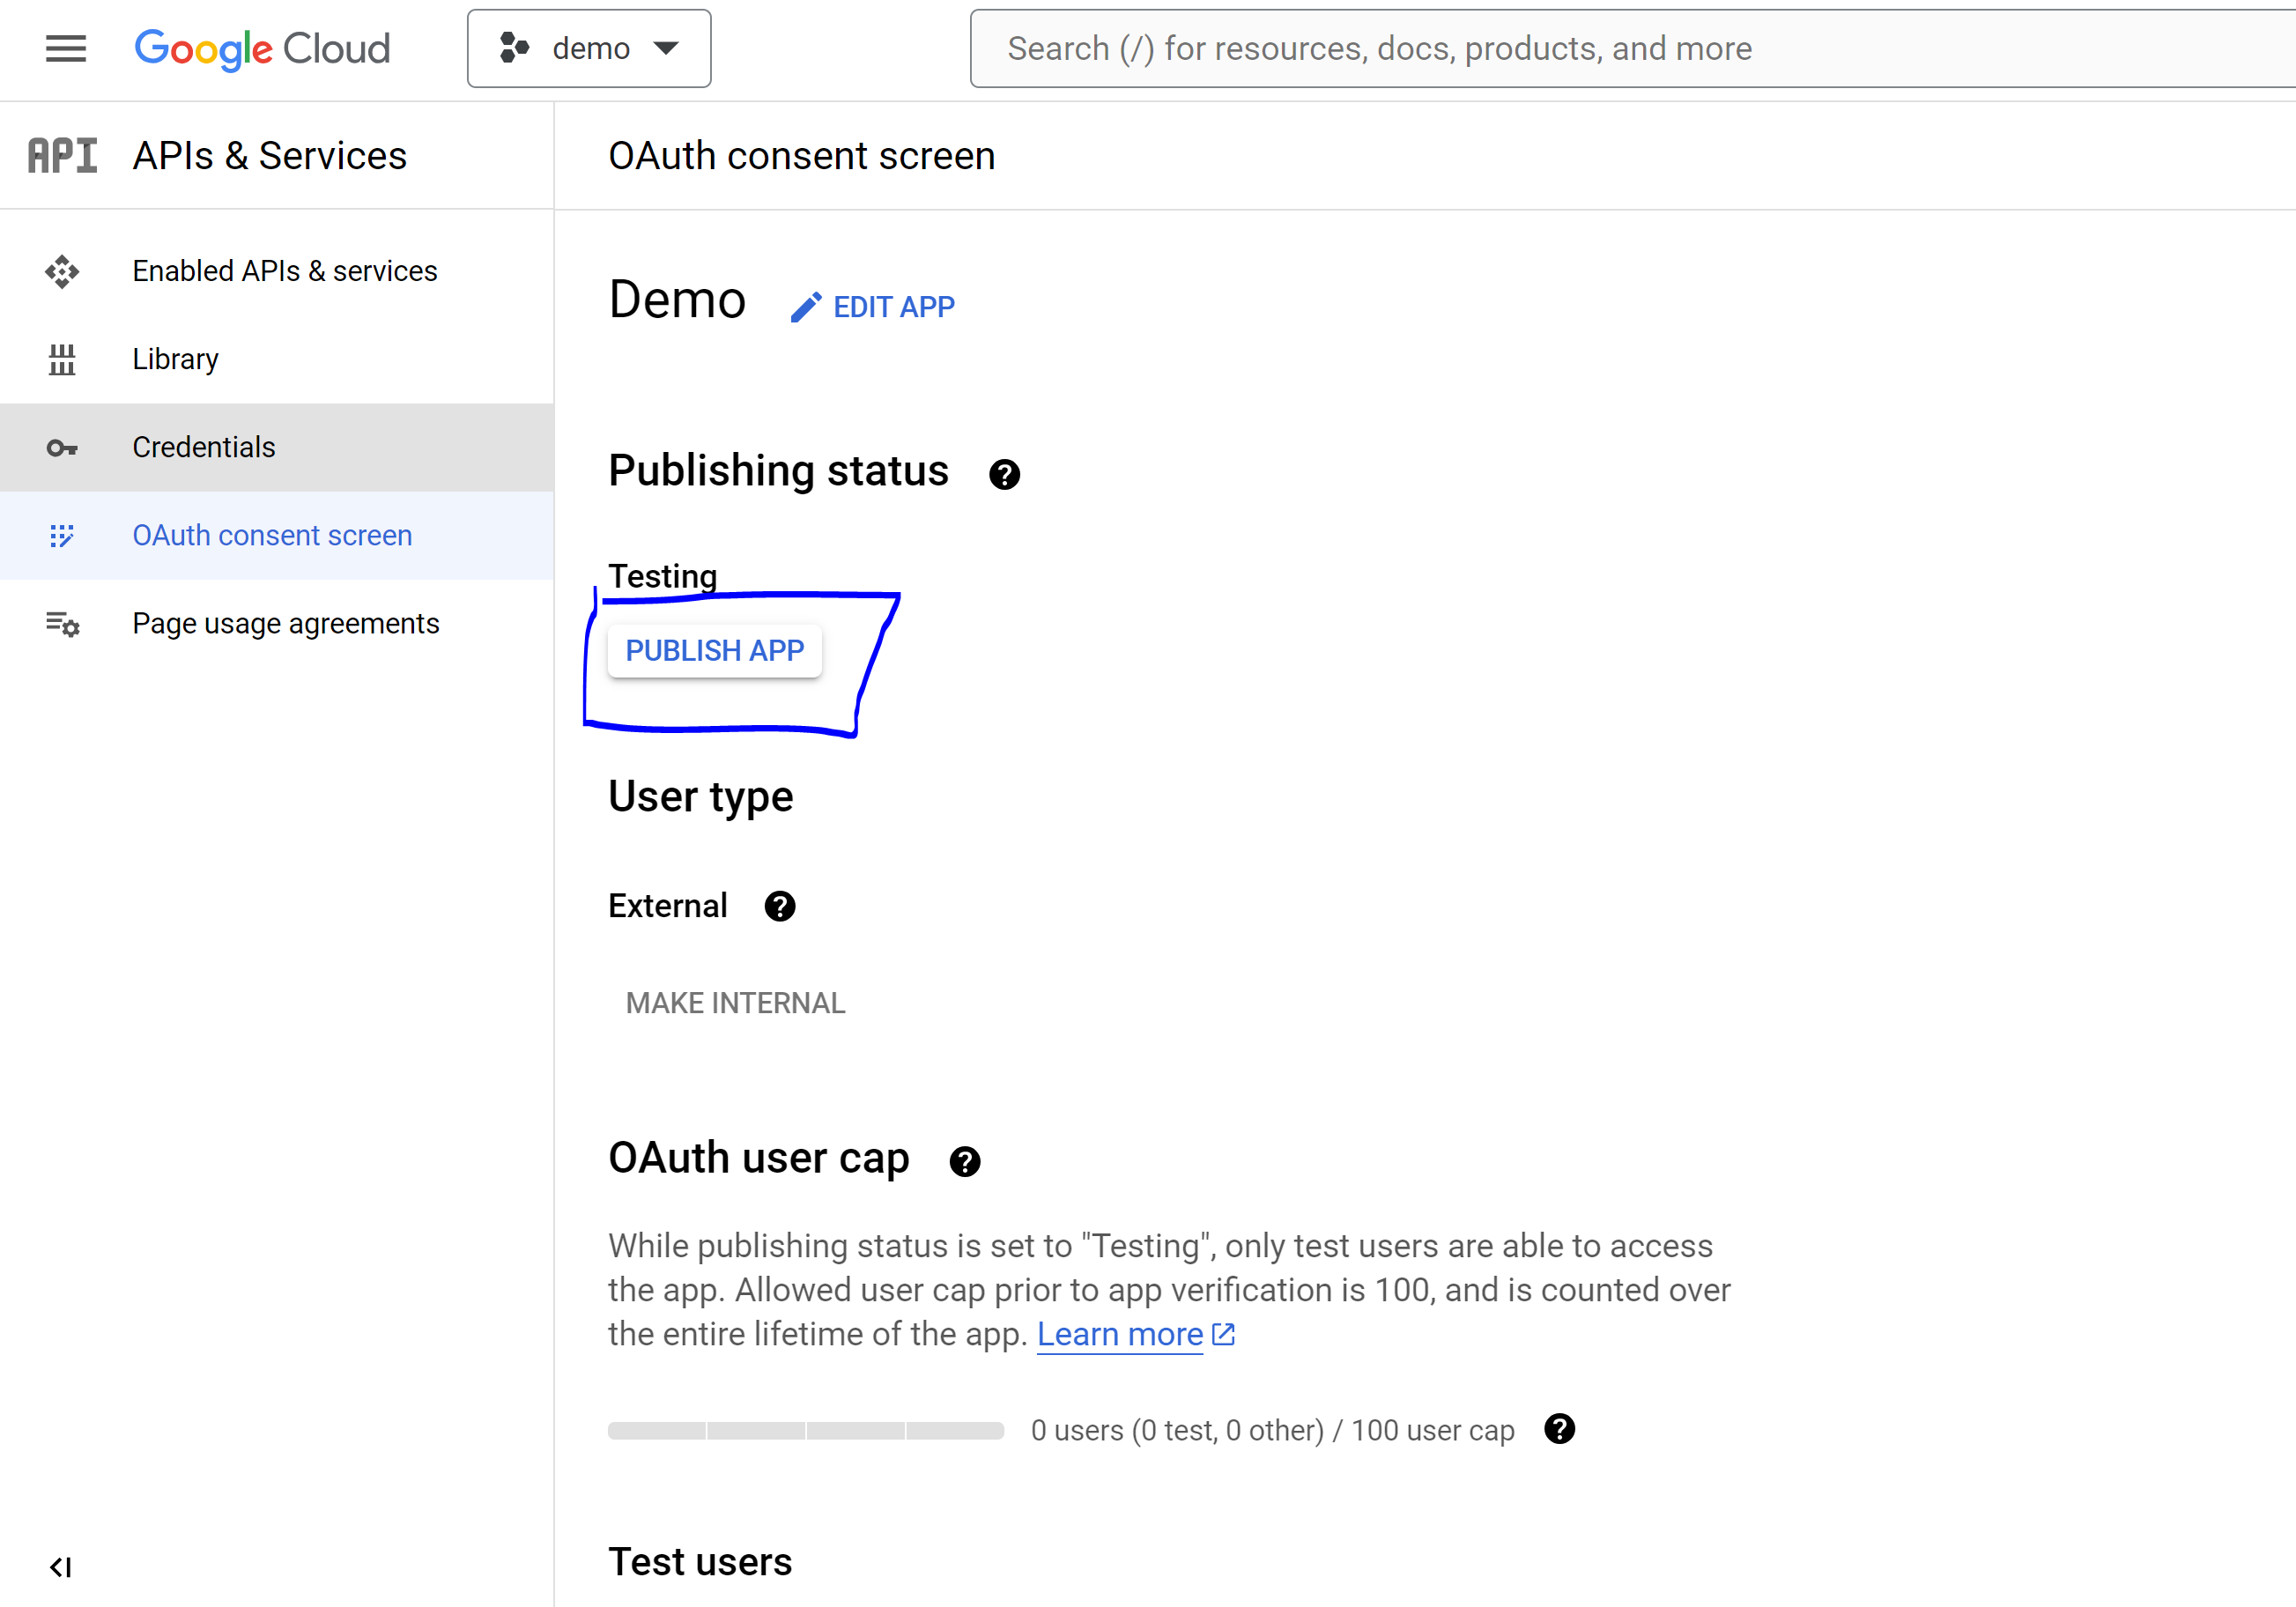 Google Cloud
demo
Search (/) for resources, docs, products, and more
API
APIs & Services
OAuth consent screen
Enabled APIs & services
Library
Credentials
OAuth consent screen
Page usage agreements
Demo
EDIT APP
Publishing status
Testing
PUBLISH APP
User type
External
MAKE INTERNAL
OAuth user cap
While publishing status is set to "Testing", only test users are able to access
the app. Allowed user cap prior to app verification is 100, and is counted over
the entire lifetime of the app. Learn more
0 users (0 test, 0 other) / 100 user cap
Test users